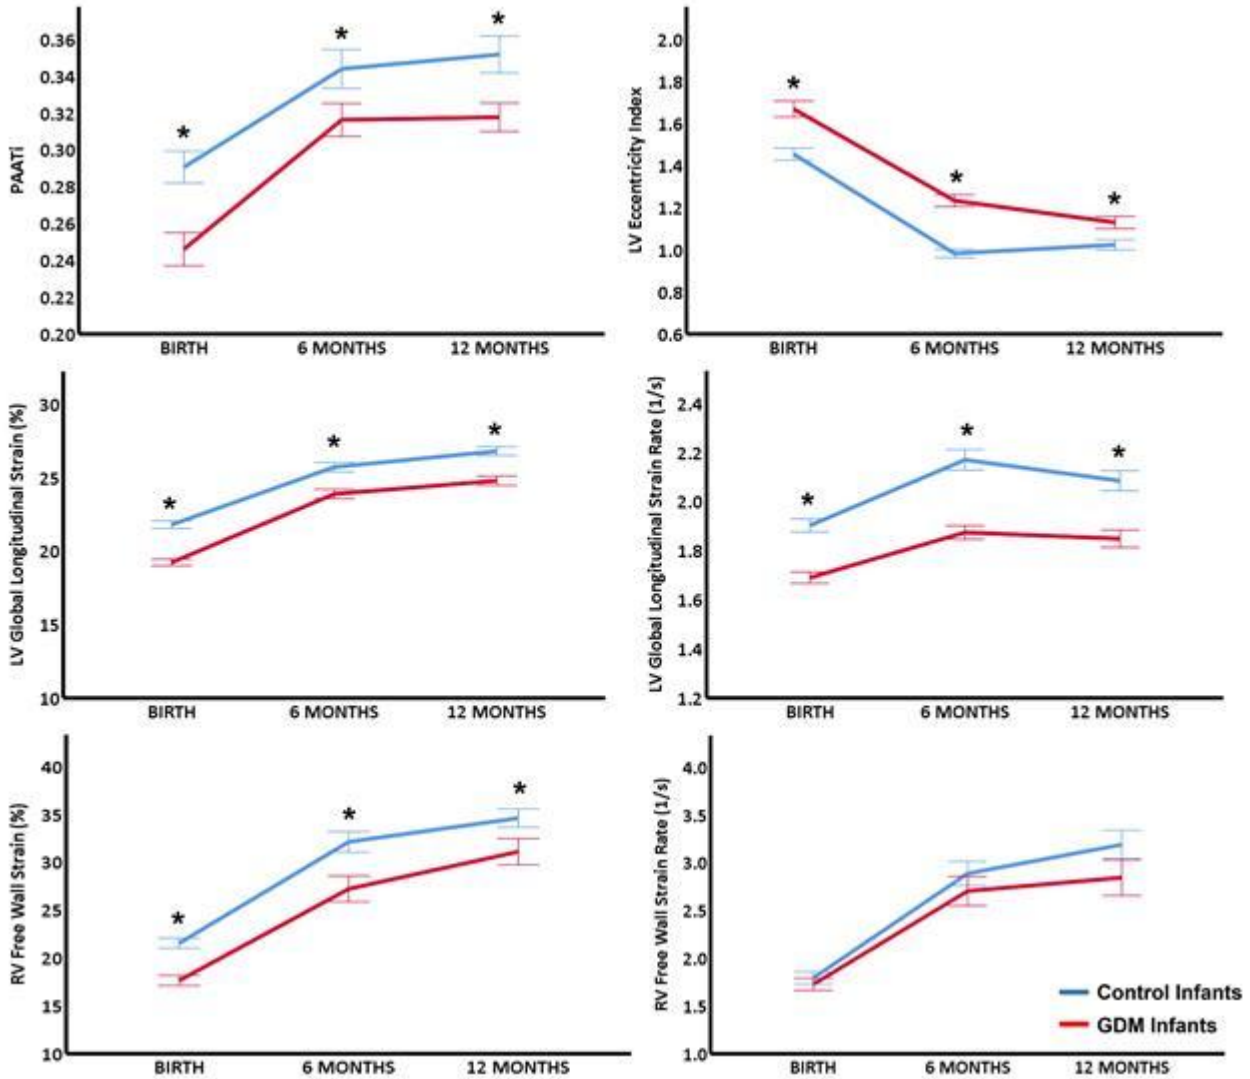 PAATi
0.36
0.34
0.32
0.30
0.28
0.26
0.24
0.22
0.20
* * *
BIRTH 6 MONTHS 12 MONTHS
LV Eccentricity Index
2.0
1.8
1.6
1.4
1.2
1.0
0.8
0.6
* * *
BIRTH 6 MONTHS 12 MONTHS
LV Global Longitudinal Strain (%)
30
25
20
15
10
* * *
BIRTH 6 MONTHS 12 MONTHS
LV Global Longitudinal Strain Rate (1/s)
2.4
2.2
2.0
1.8
1.6
1.4
1.2
* * *
BIRTH 6 MONTHS 12 MONTHS
RV Free Wall Strain (%)
40
35
30
25
20
15
10
* * *
BIRTH 6 MONTHS 12 MONTHS
RV Free Wall Strain Rate (1/s)
4.0
3.5
3.0
2.5
2.0
1.5
1.0
BIRTH 6 MONTHS 12 MONTHS
Control Infants
GDM Infants